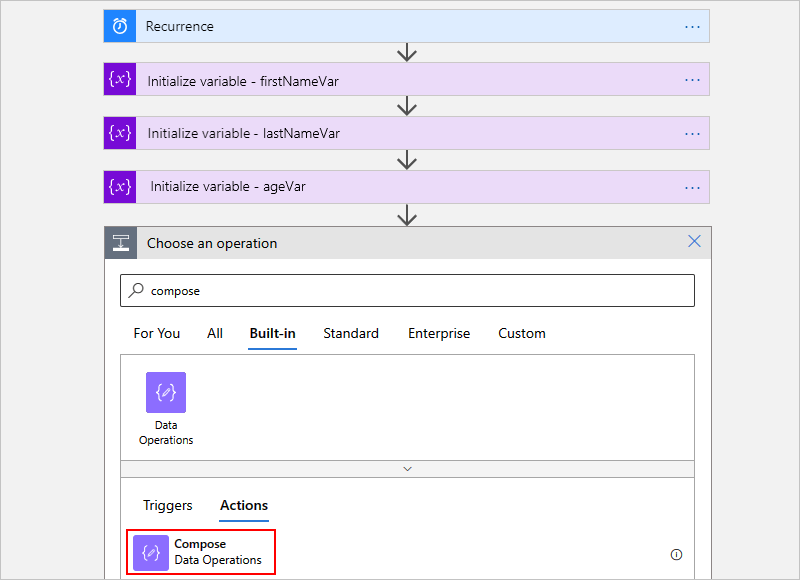 Recurrence
{x} Initialize variable - firstNameVar
{x} Initialize variable - lastNameVar
{x} Initialize variable - ageVar
Choose an operation
compose
For You All Built-in Standard Enterprise Custom
Data
Operations
Triggers Actions
Compose
Data Operations